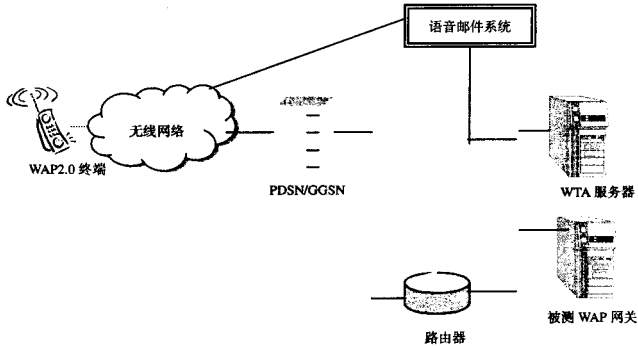 语音邮件系统
无线网络
WAP2.0 终端
PDSN/GGSN
WTA 服务器
被测 WAP 网关
路由器